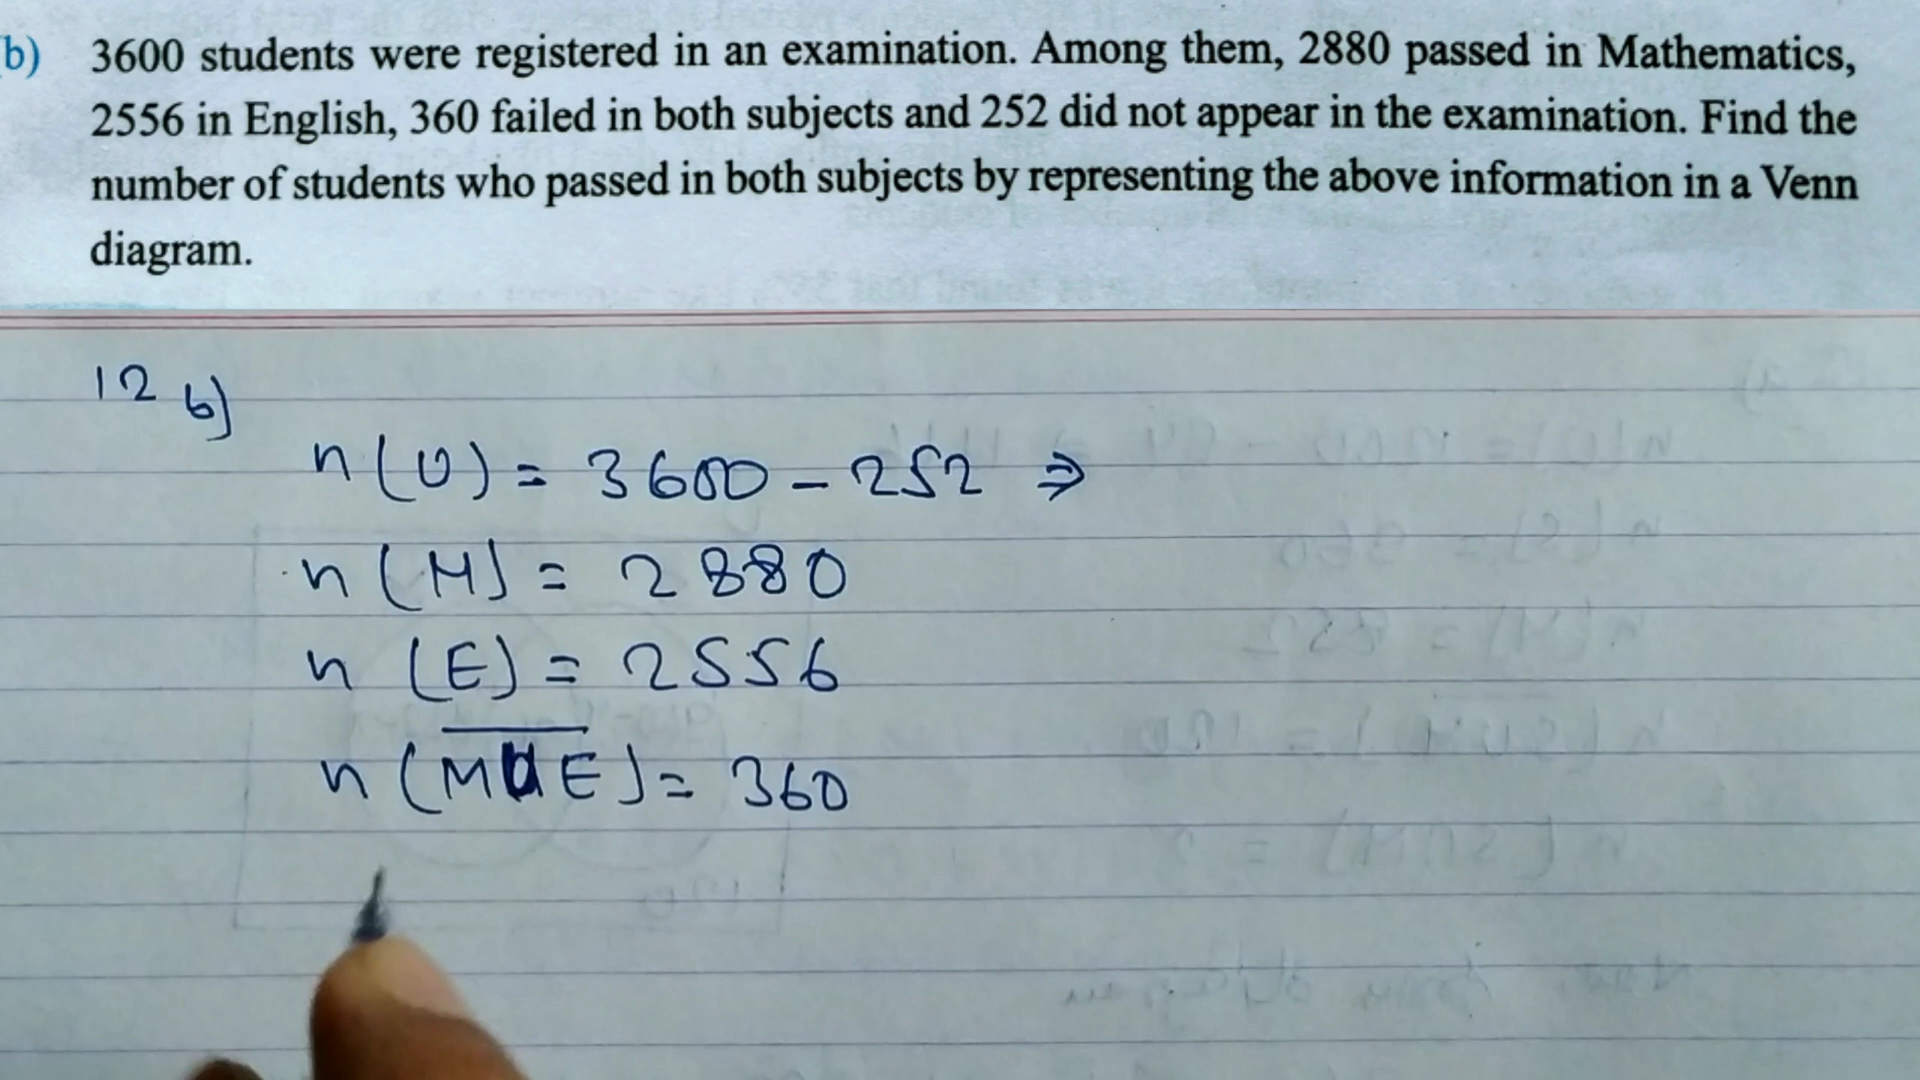 b) 3600 students were registered in an examination. Among them, 2880 passed in Mathematics,
2556 in English, 360 failed in both subjects and 252 did not appear in the examination. Find the
number of students who passed in both subjects by representing the above information in a Venn
diagram.
12 b)
n(U) = 3600 - 252 ⇒
n (M) = 2880
n (E) = 2556
n (M̅U̅E̅) = 360